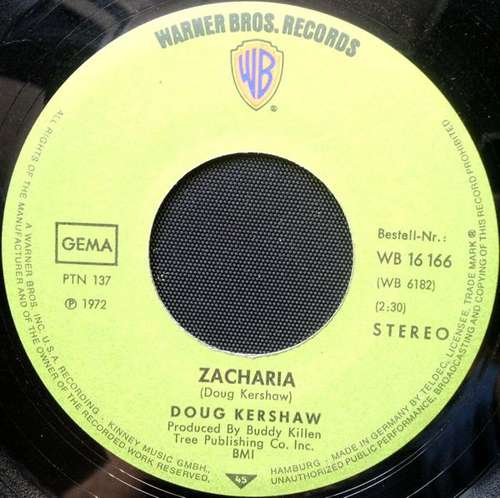 WARNER BROS. RECORDS
WB
®
GEMA
PTN 137
℗ 1972
Bestell-Nr.:
WB 16 166
(WB 6182)
(2:30)
STEREO
ZACHARIA
(Doug Kershaw)
DOUG KERSHAW
Produced By Buddy Killen
Tree Publishing Co. Inc.
BMI
45
ALL RIGHTS OF THE MANUFACTURER AND OF THE OWNER OF THE RECORDED WORK RESERVED,
A WARNER BROS. INC. U.S.A. RECORDING · KINNEY MUSIC GMBH.,
HAMBURG : MADE IN GERMANY BY TELDEC, LICENSEE, TRADE MARK ®
UNAUTHORIZED PUBLIC PERFORMANCE, BROADCASTING AND COPYING OF THIS RECORD PROHIBITED